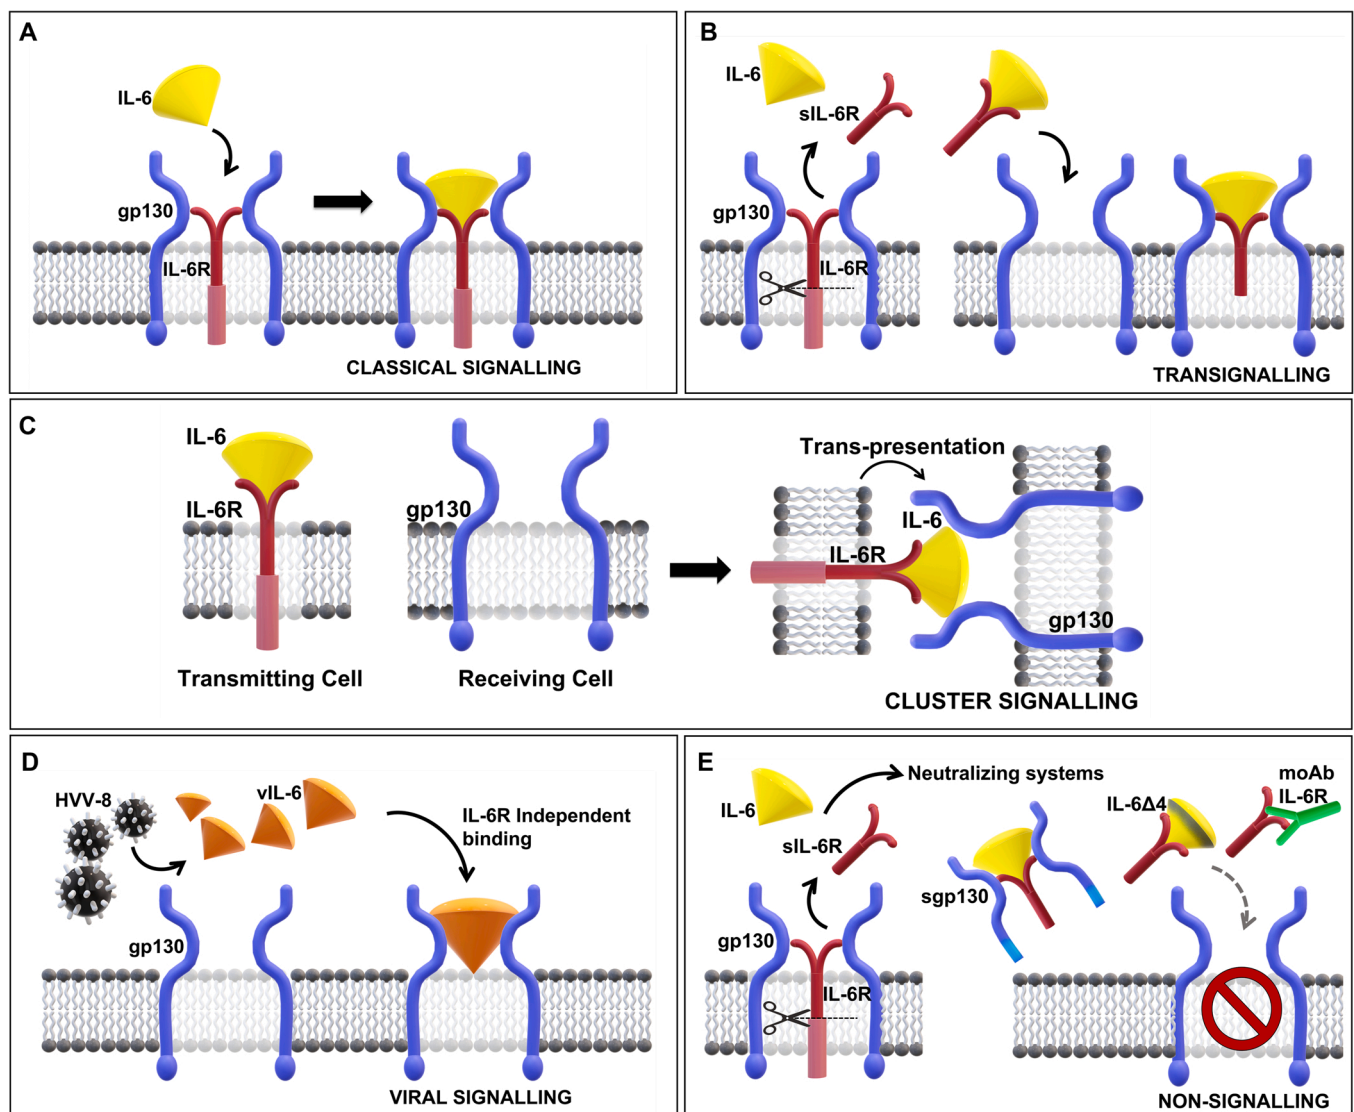 A
IL-6
gp130
IL-6R
CLASSICAL SIGNALLING
B
IL-6
sIL-6R
gp130
IL-6R
TRANSIGNALLING
C
IL-6
IL-6R
gp130
Transmitting Cell
Receiving Cell
Trans-presentation
IL-6
IL-6R
gp130
CLUSTER SIGNALLING
D
HVV-8
vIL-6
IL-6R Independent
binding
gp130
VIRAL SIGNALLING
E
IL-6
Neutralizing systems
sIL-6R
gp130
IL-6R
sgp130
IL-6Δ4
moAb
IL-6R
NON-SIGNALLING